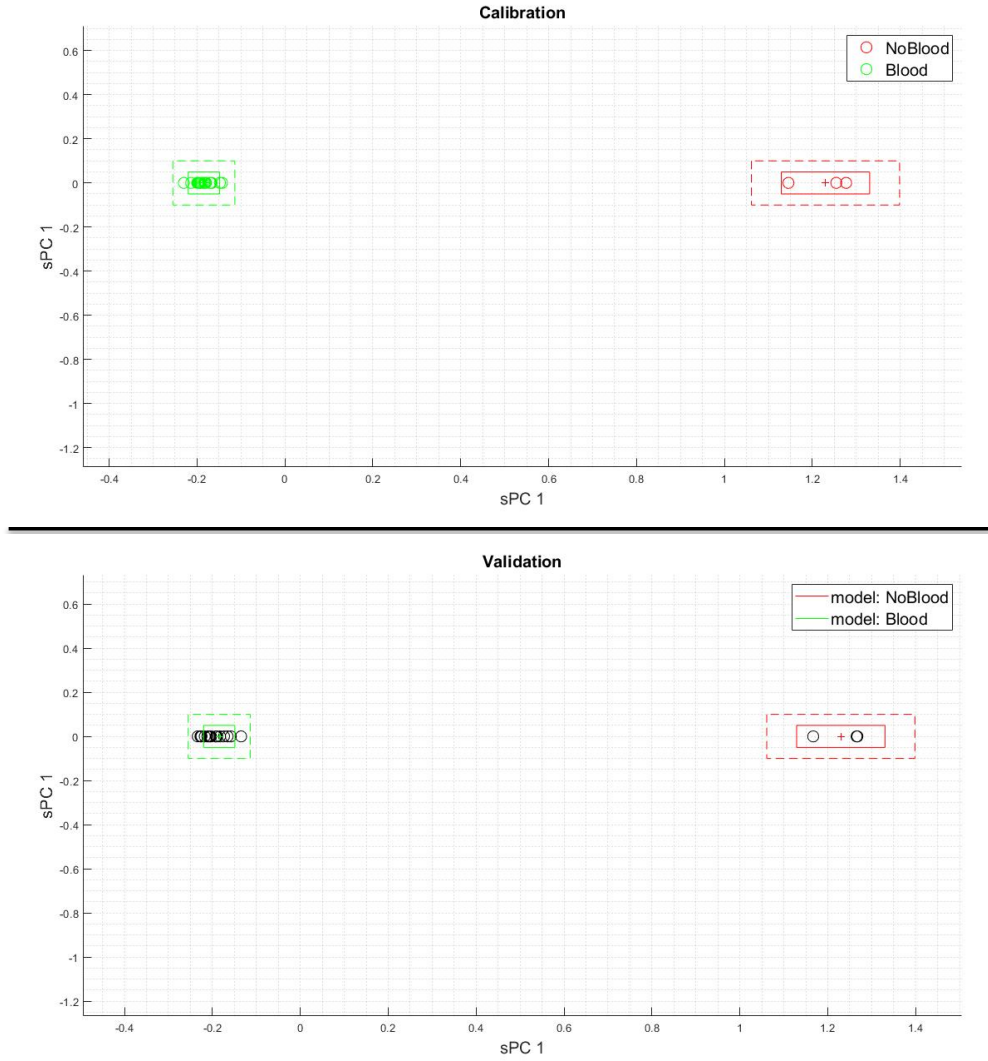 Calibration
NoBlood
Blood
0.6
0.4
0.2
0
-0.2
-0.4
-0.6
-0.8
-1
-1.2
sPC 1
-0.4 -0.2 0 0.2 0.4 0.6 0.8 1 1.2 1.4
sPC 1
Validation
model: NoBlood
model: Blood
0.6
0.4
0.2
0
-0.2
-0.4
-0.6
-0.8
-1
-1.2
sPC 1
-0.4 -0.2 0 0.2 0.4 0.6 0.8 1 1.2 1.4
sPC 1